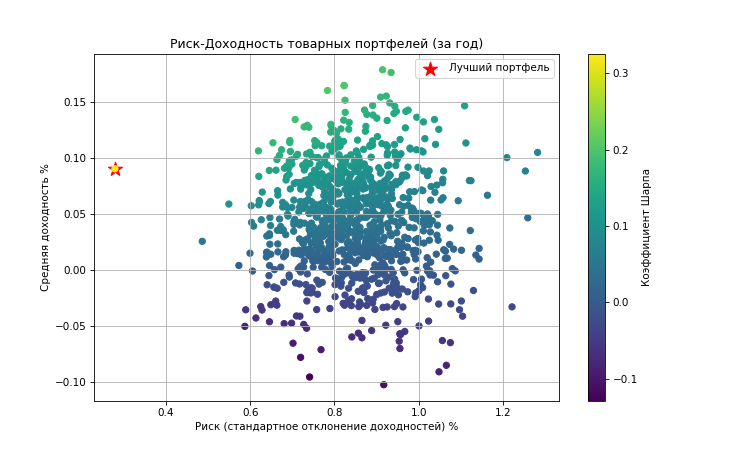 Риск-Доходность товарных портфелей (за год)
Лучший портфель
Средняя доходность %
0.15
0.10
0.05
0.00
−0.05
−0.10
0.4 0.6 0.8 1.0 1.2
Риск (стандартное отклонение доходностей) %
0.3
0.2
0.1
0.0
−0.1
Коэффициент Шарпа